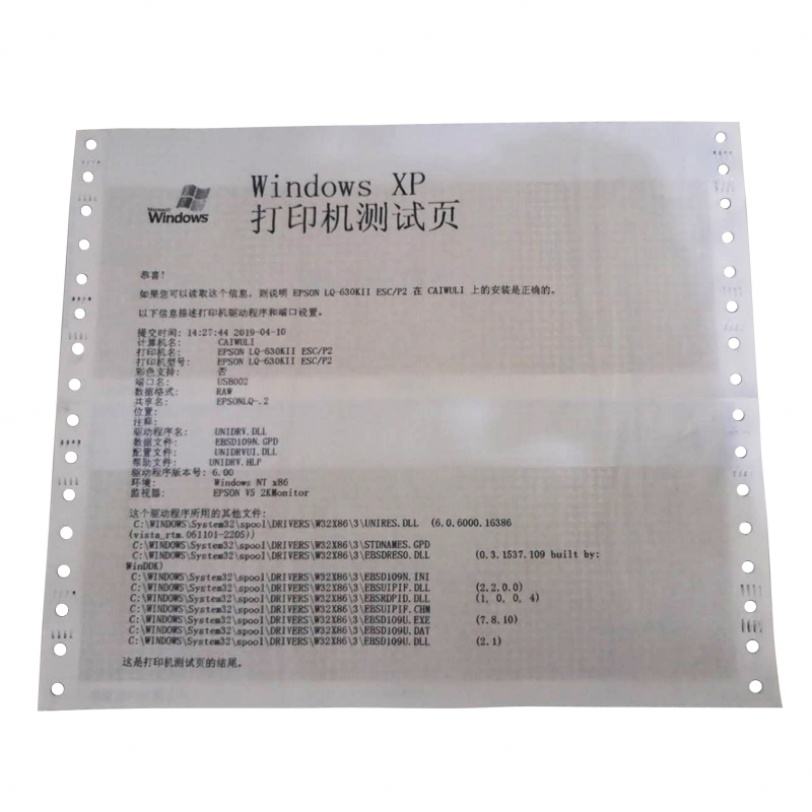 Microsoft
Windows
Windows XP
打印机测试页
恭喜!
如果您可以读取这个信息，则说明 EPSON LQ-630KII ESC/P2 在 CAIWULI 上的安装是正确的。
以下信息描述打印机驱动程序和端口设置。
提交时间: 14:27:44 2019-04-10
计算机名: CAIWULI
打印机名: EPSON LQ-630KII ESC/P2
打印机型号: EPSON LQ-630KII ESC/P2
彩色支持: 否
端口名: USB002
数据格式: RAW
共享名: EPSONLQ-.2
位置:
注释:
驱动程序名: UNIDRV.DLL
数据文件: EBSD109N.GPD
配置文件: UNIDRVUI.DLL
帮助文件: UNIDRV.HLP
驱动程序版本号: 6.00
环境: Windows NT x86
监视器: EPSON V5 2KMonitor
这个驱动程序所用的其他文件:
C:\WINDOWS\System32\spool\DRIVERS\W32X86\3\UNIRES.DLL (6.0.6000.16386
(vista_rtm.061101-2205))
C:\WINDOWS\System32\spool\DRIVERS\W32X86\3\STDNAMES.GPD
C:\WINDOWS\System32\spool\DRIVERS\W32X86\3\EBSDRESO.DLL (0.3.1537.109 built by:
WinDDK)
C:\WINDOWS\System32\spool\DRIVERS\W32X86\3\EBSD109N.INI
C:\WINDOWS\System32\spool\DRIVERS\W32X86\3\EBSUIPIF.DLL (2.2.0.0)
C:\WINDOWS\System32\spool\DRIVERS\W32X86\3\EBSRDFID.DLL (1, 0, 0, 4)
C:\WINDOWS\System32\spool\DRIVERS\W32X86\3\EBSUIPIF.CHM
C:\WINDOWS\System32\spool\DRIVERS\W32X86\3\EBSD109U.EXE (7.8.10)
C:\WINDOWS\System32\spool\DRIVERS\W32X86\3\EBSD109U.DAT
C:\WINDOWS\System32\spool\DRIVERS\W32X86\3\EBSD109U.DLL (2.1)
这是打印机测试页的结尾。